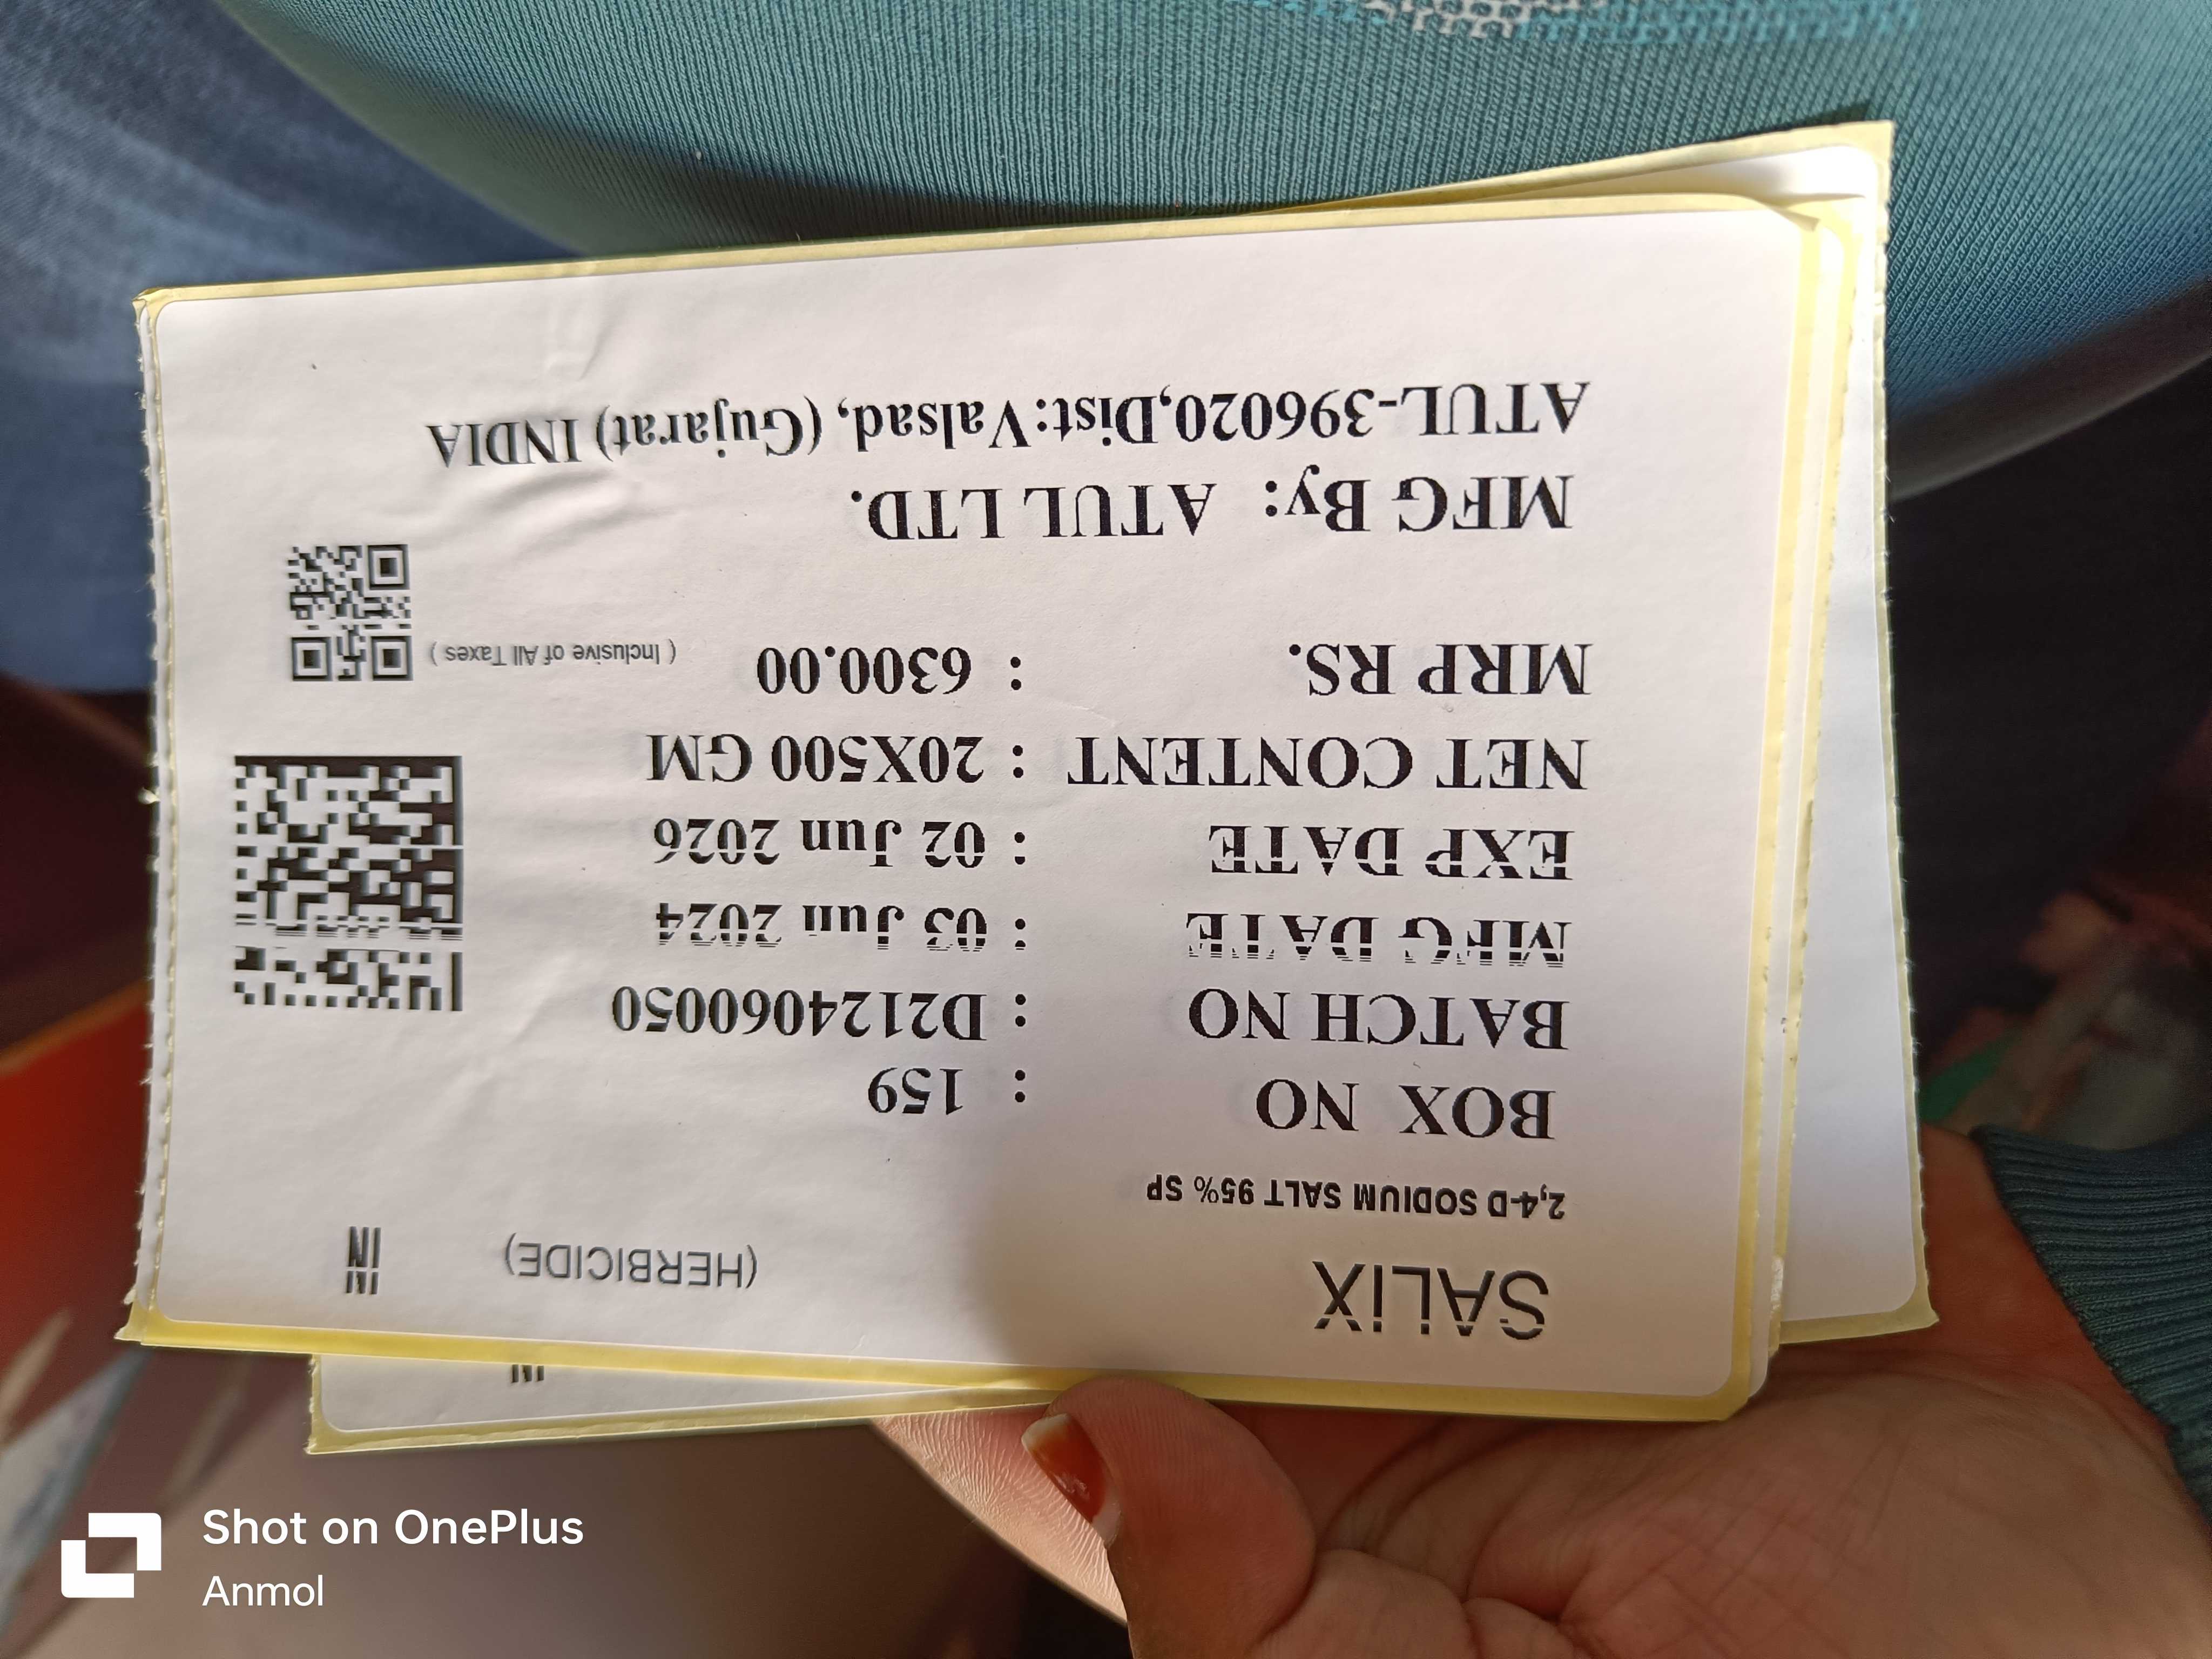 SALiX (HERBICIDE) IN
2,4-D SODIUM SALT 95% SP
BOX NO : 159
BATCH NO : D2124060050
MFG DATE : 03 Jun 2024
EXP DATE : 02 Jun 2026
NET CONTENT : 20X500 GM
MRP RS. : 6300.00 ( Inclusive of All Taxes )
MFG By: ATUL LTD.
ATUL-396020,Dist:Valsad, (Gujarat) INDIA
IN
Shot on OnePlus
Anmol